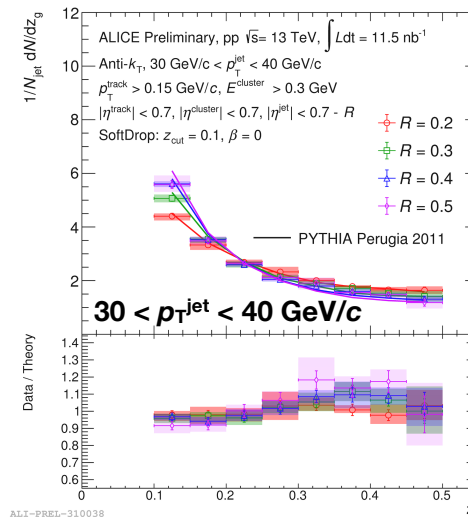 1/N_jet dN/dz_g
12
10
8
6
4
2
ALICE Preliminary, pp √s= 13 TeV, ∫Ldt = 11.5 nb⁻¹
Anti-k_T, 30 GeV/c < p_T^jet < 40 GeV/c
p_T^track > 0.15 GeV/c, E^cluster > 0.3 GeV
|η^track| < 0.7, |η^cluster| < 0.7, |η^jet| < 0.7 - R
SoftDrop: z_cut = 0.1, β = 0
R = 0.2
R = 0.3
R = 0.4
R = 0.5
PYTHIA Perugia 2011
30 < p_T^jet < 40 GeV/c
Data / Theory
1.4
1.3
1.2
1.1
1.0
0.9
0.8
0.7
0.6
0 0.1 0.2 0.3 0.4 0.5
ALI-PREL-310038